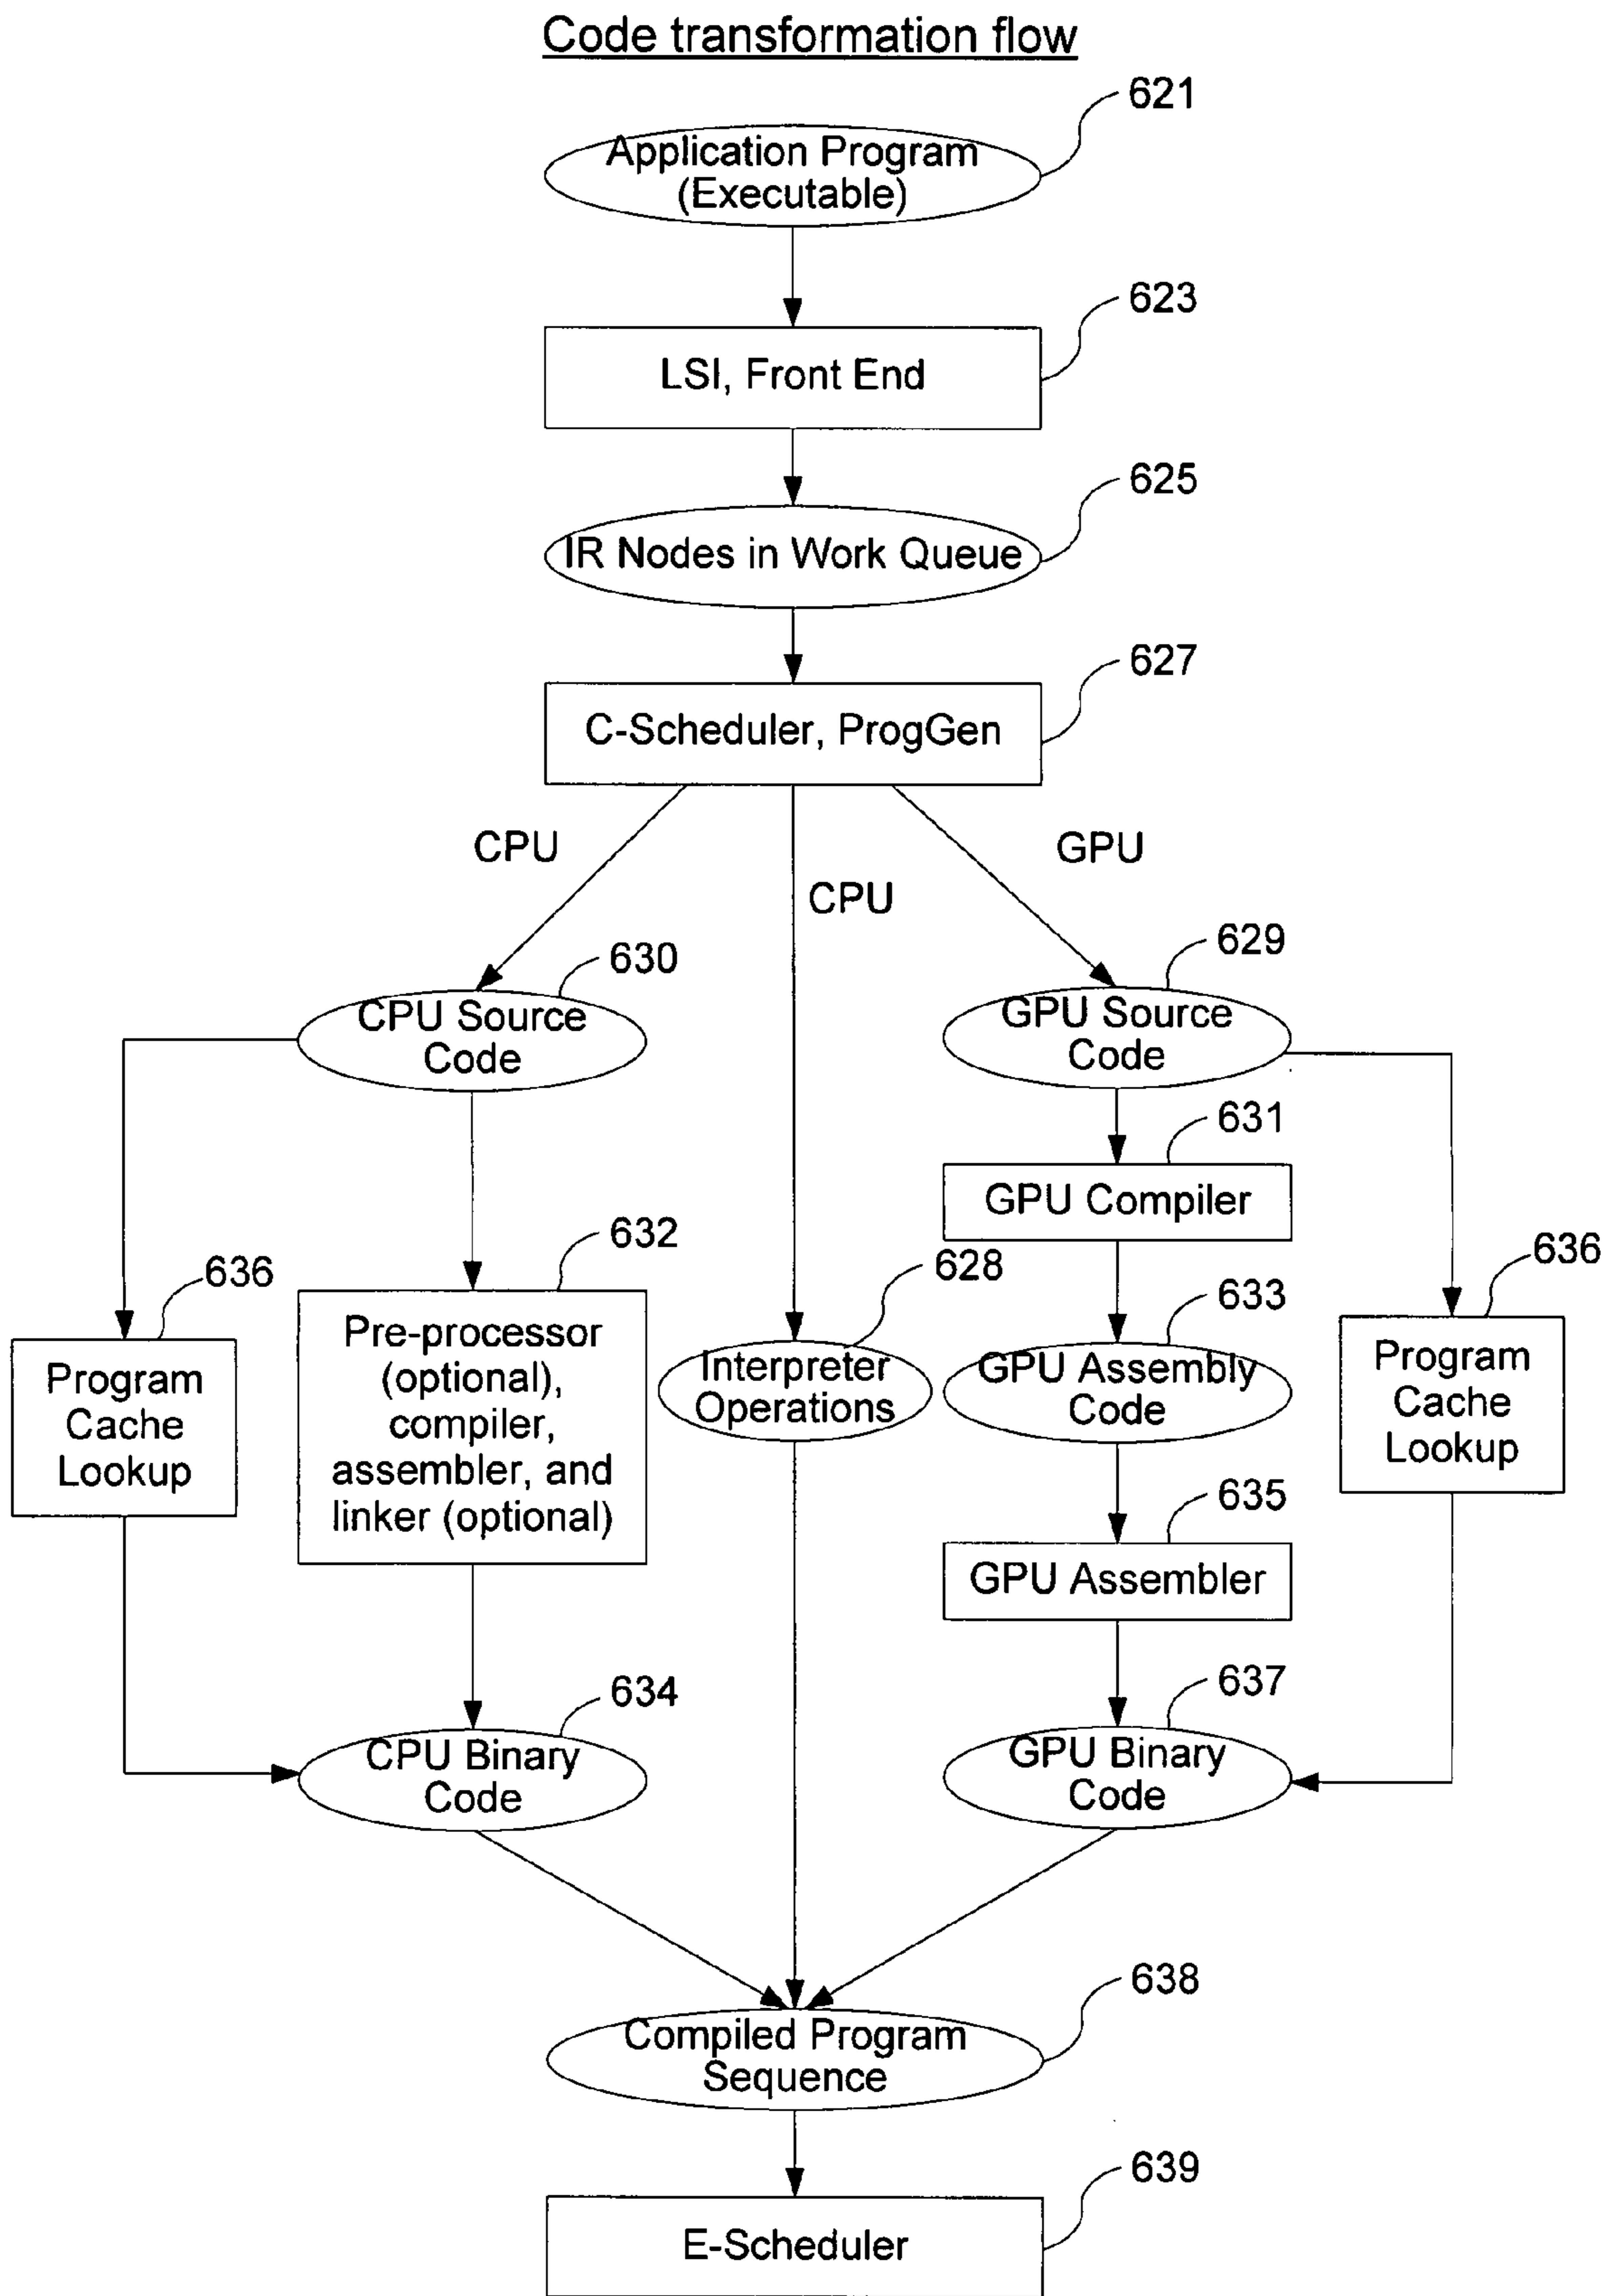 Code transformation flow
621
Application Program
(Executable)
623
LSI, Front End
625
IR Nodes in Work Queue
627
C-Scheduler, ProgGen
CPU
CPU
GPU
630
CPU Source
Code
629
GPU Source
Code
631
GPU Compiler
636
Program
Cache
Lookup
632
Pre-processor
(optional),
compiler,
assembler, and
linker (optional)
628
Interpreter
Operations
633
GPU Assembly
Code
636
Program
Cache
Lookup
635
GPU Assembler
634
CPU Binary
Code
637
GPU Binary
Code
638
Compiled Program
Sequence
639
E-Scheduler